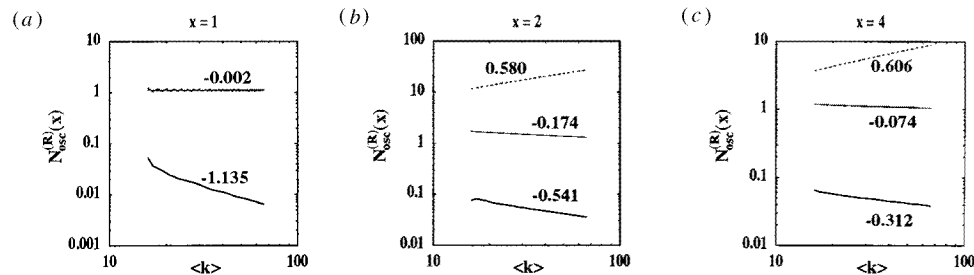 (a)
x = 1
N_osc^(R)(x)
10
1
0.1
0.01
0.001
-0.002
-1.135
10
100
<k>
(b)
x = 2
N_osc^(R)(x)
100
10
1
0.1
0.01
0.580
-0.174
-0.541
10
100
<k>
(c)
x = 4
N_osc^(R)(x)
10
1
0.1
0.01
0.606
-0.074
-0.312
10
100
<k>